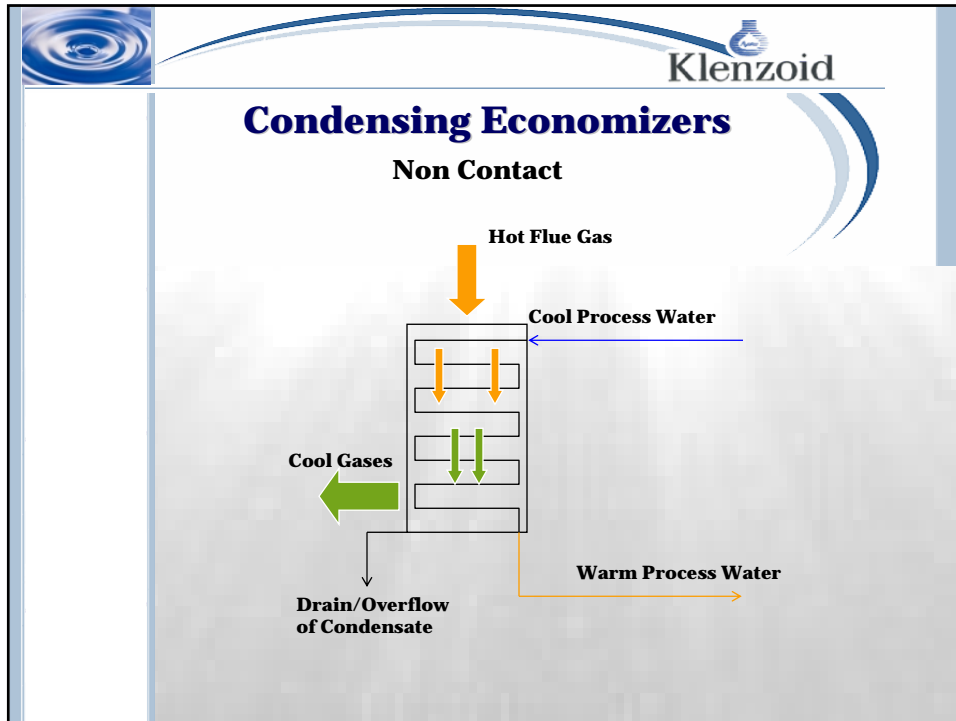 Klenzoid
Condensing Economizers
Non Contact
Hot Flue Gas
Cool Process Water
Cool Gases
Warm Process Water
Drain/Overflow
of Condensate